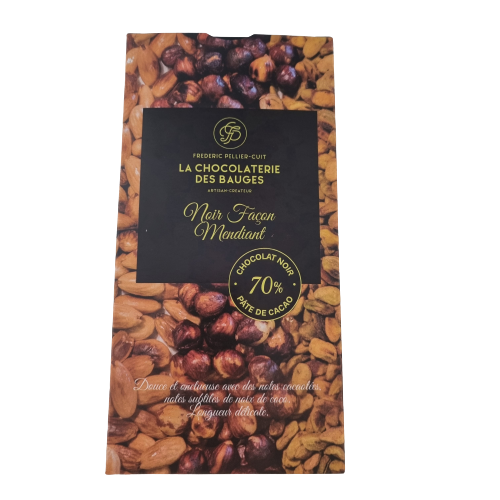 FREDERIC PELLIER-CUIT
LA CHOCOLATERIE
DES BAUGES
ARTISAN-CREATEUR
Noir Façon
Mendiant
CHOCOLAT NOIR
70%
PÂTE DE CACAO
Douce et onctueuse avec des notes cacaotées,
notes subtiles de noix de coco.
Longueur délicate.